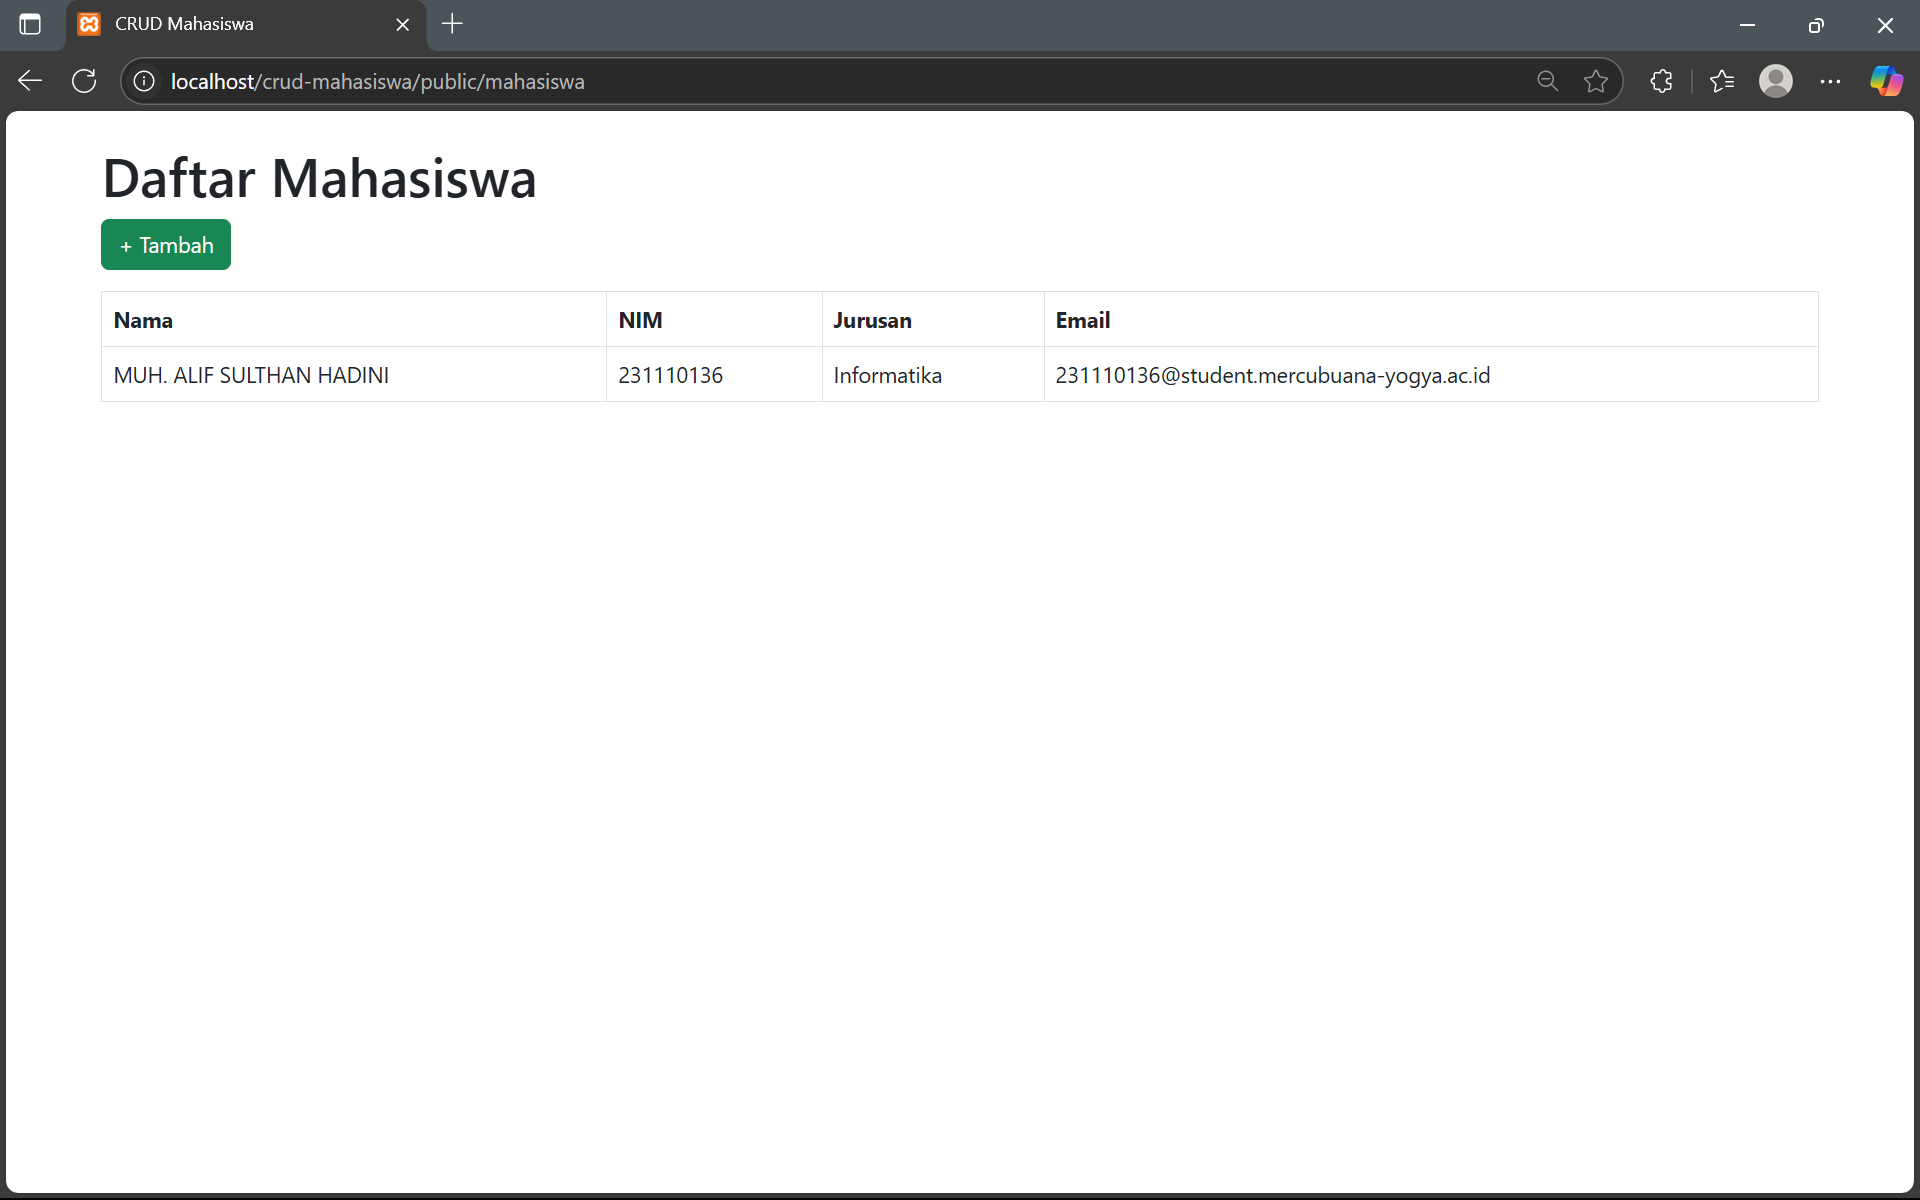 CRUD Mahasiswa
localhost/crud-mahasiswa/public/mahasiswa
Daftar Mahasiswa
+ Tambah
Nama NIM Jurusan Email
MUH. ALIF SULTHAN HADINI 231110136 Informatika 231110136@student.mercubuana-yogya.ac.id